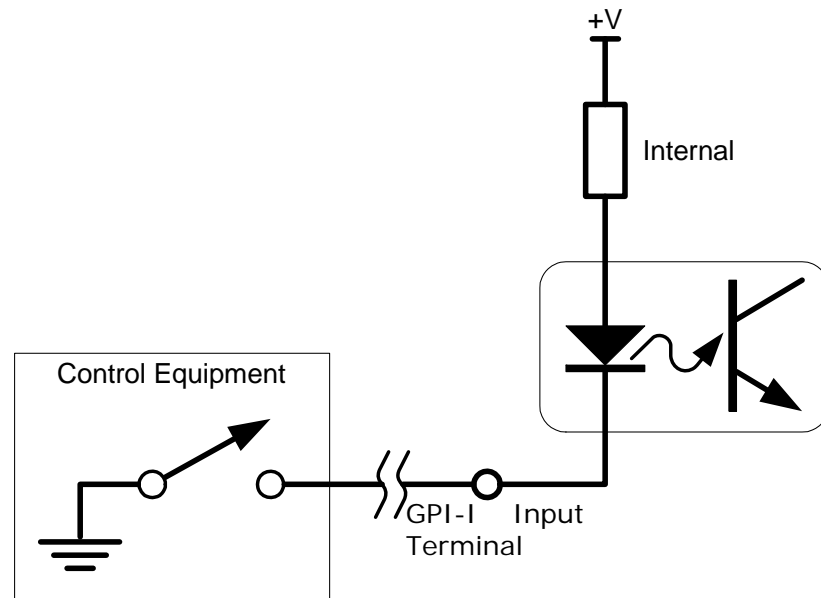 +V
Internal
Control Equipment
GPI-I Input
Terminal